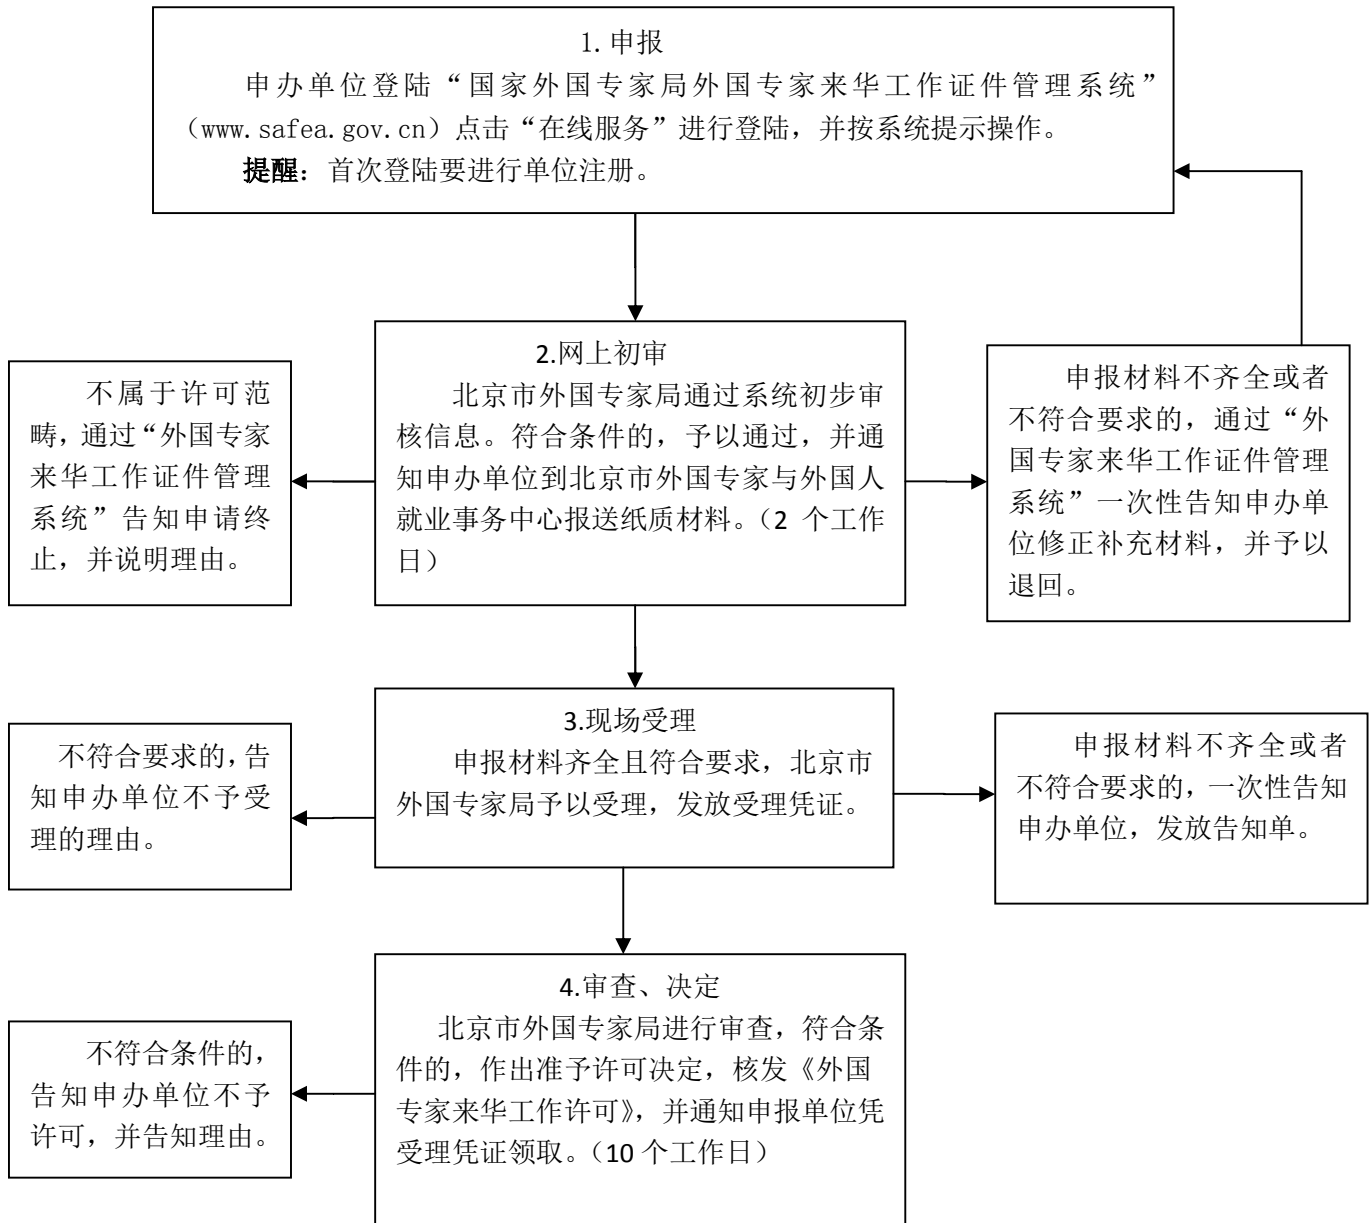 1. 申报
申办单位登陆“国家外国专家局外国专家来华工作证件管理系统”
（www.safea.gov.cn）点击“在线服务”进行登陆，并按系统提示操作。
提醒：首次登陆要进行单位注册。
2.网上初审
北京市外国专家局通过系统初步审
核信息。符合条件的，予以通过，并通
知申办单位到北京市外国专家与外国人
就业事务中心报送纸质材料。（2 个工作
日）
不属于许可范
畴，通过“外国专家
来华工作证件管理
系统”告知申请终
止，并说明理由。
申报材料不齐全或者
不符合要求的，通过“外
国专家来华工作证件管理
系统”一次性告知申办单
位修正补充材料，并予以
退回。
3.现场受理
申报材料齐全且符合要求，北京市
外国专家局予以受理，发放受理凭证。
不符合要求的，告
知申办单位不予受
理的理由。
申报材料不齐全或者
不符合要求的，一次性告知
申办单位，发放告知单。
4.审查、决定
北京市外国专家局进行审查，符合条
件的，作出准予许可决定，核发《外国
专家来华工作许可》，并通知申报单位凭
受理凭证领取。（10 个工作日）
不符合条件的，
告知申办单位不予
许可，并告知理由。